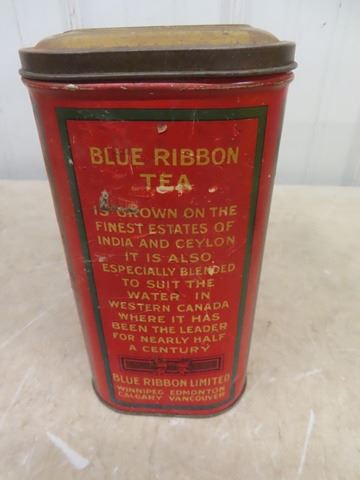 BLUE RIBBON
TEA
IS GROWN ON THE
FINEST ESTATES OF
INDIA AND CEYLON
IT IS ALSO
ESPECIALLY BLENDED
TO SUIT THE
WATER IN
WESTERN CANADA
WHERE IT HAS
BEEN THE LEADER
FOR NEARLY HALF
A CENTURY
BLUE RIBBON LIMITED
WINNIPEG EDMONTON
CALGARY VANCOUVER